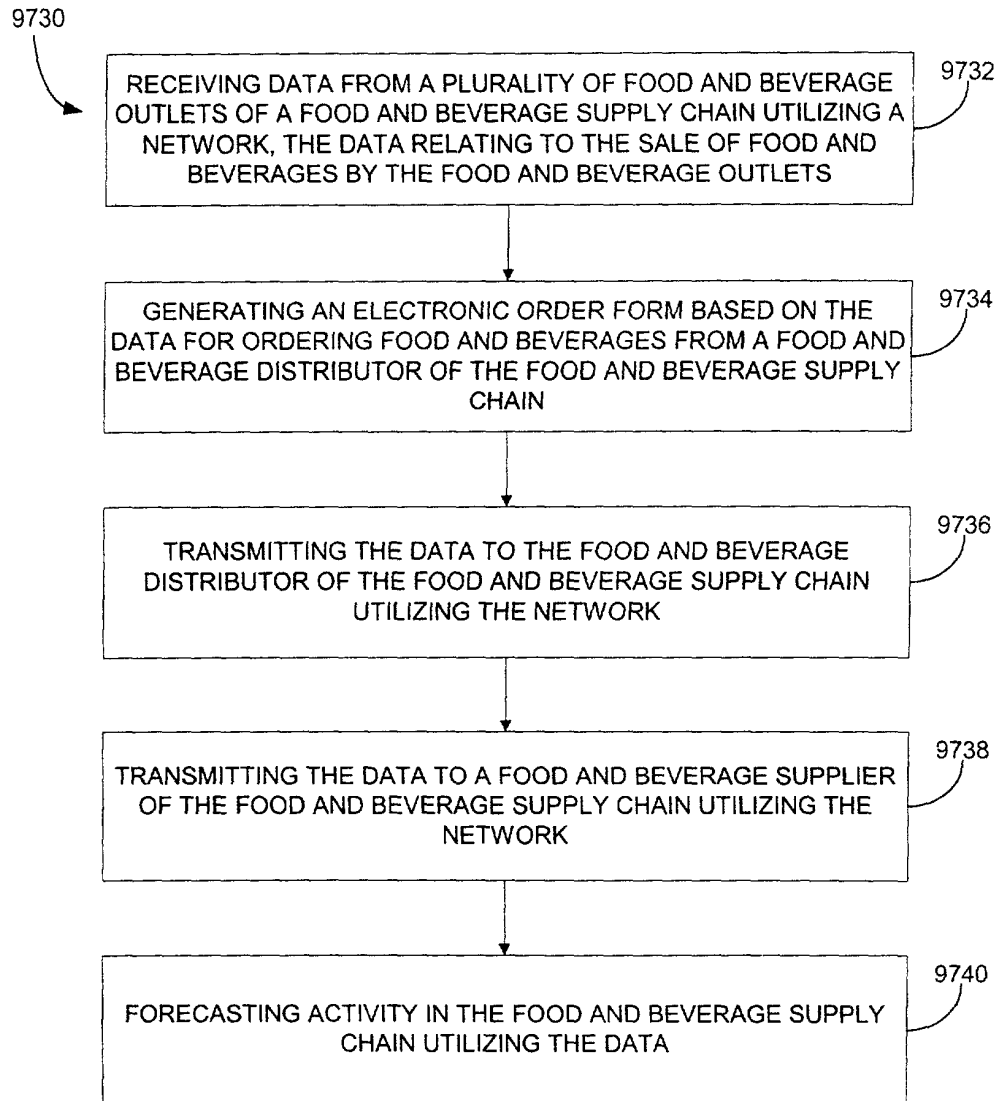 9730
9732
RECEIVING DATA FROM A PLURALITY OF FOOD AND BEVERAGE
OUTLETS OF A FOOD AND BEVERAGE SUPPLY CHAIN UTILIZING A
NETWORK, THE DATA RELATING TO THE SALE OF FOOD AND
BEVERAGES BY THE FOOD AND BEVERAGE OUTLETS
9734
GENERATING AN ELECTRONIC ORDER FORM BASED ON THE
DATA FOR ORDERING FOOD AND BEVERAGES FROM A FOOD AND
BEVERAGE DISTRIBUTOR OF THE FOOD AND BEVERAGE SUPPLY
CHAIN
9736
TRANSMITTING THE DATA TO THE FOOD AND BEVERAGE
DISTRIBUTOR OF THE FOOD AND BEVERAGE SUPPLY CHAIN
UTILIZING THE NETWORK
9738
TRANSMITTING THE DATA TO A FOOD AND BEVERAGE SUPPLIER
OF THE FOOD AND BEVERAGE SUPPLY CHAIN UTILIZING THE
NETWORK
9740
FORECASTING ACTIVITY IN THE FOOD AND BEVERAGE SUPPLY
CHAIN UTILIZING THE DATA